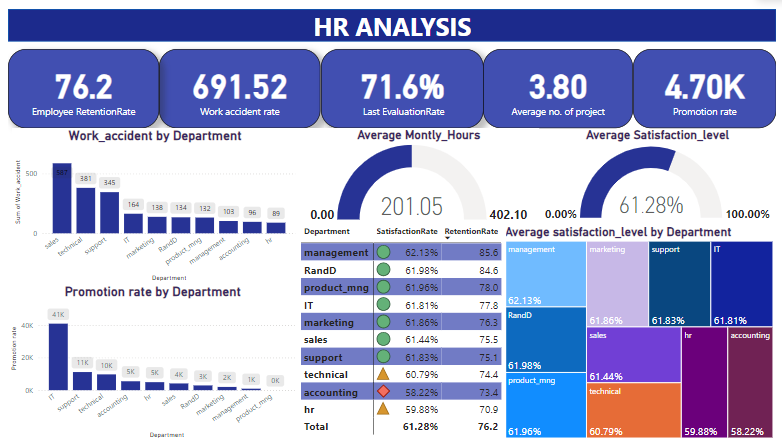 HR ANALYSIS
76.2
Employee RetentionRate
691.52
Work accident rate
71.6%
Last EvaluationRate
3.80
Average no. of project
4.70K
Promotion rate
Work_accident by Department
Sum of Work_accident
500
0
587
381
345
164
138
134
132
103
96
89
sales
technical
support
IT
marketing
RandD
product_mng
management
accounting
hr
Department
Promotion rate by Department
Promotion rate
40K
20K
0K
41K
11K
10K
5K
5K
4K
3K
2K
1K
0K
IT
support
technical
accounting
hr
sales
RandD
marketing
management
product_mng
Department
Average Montly_Hours
201.05
0.00
402.10
Department SatisfactionRate RetentionRate
management 62.13% 85.6
RandD 61.98% 84.6
product_mng 61.96% 78.0
IT 61.81% 77.8
marketing 61.86% 76.3
sales 61.44% 75.5
support 61.83% 75.1
technical 60.79% 74.4
accounting 58.22% 73.4
hr 59.88% 70.9
Total 61.28% 76.2
Average Satisfaction_level
61.28%
0.00%
100.00%
Average satisfaction_level by Department
management
62.13%
RandD
61.98%
product_mng
61.96%
marketing
61.86%
support
61.83%
IT
61.81%
sales
61.44%
technical
60.79%
hr
59.88%
accounting
58.22%